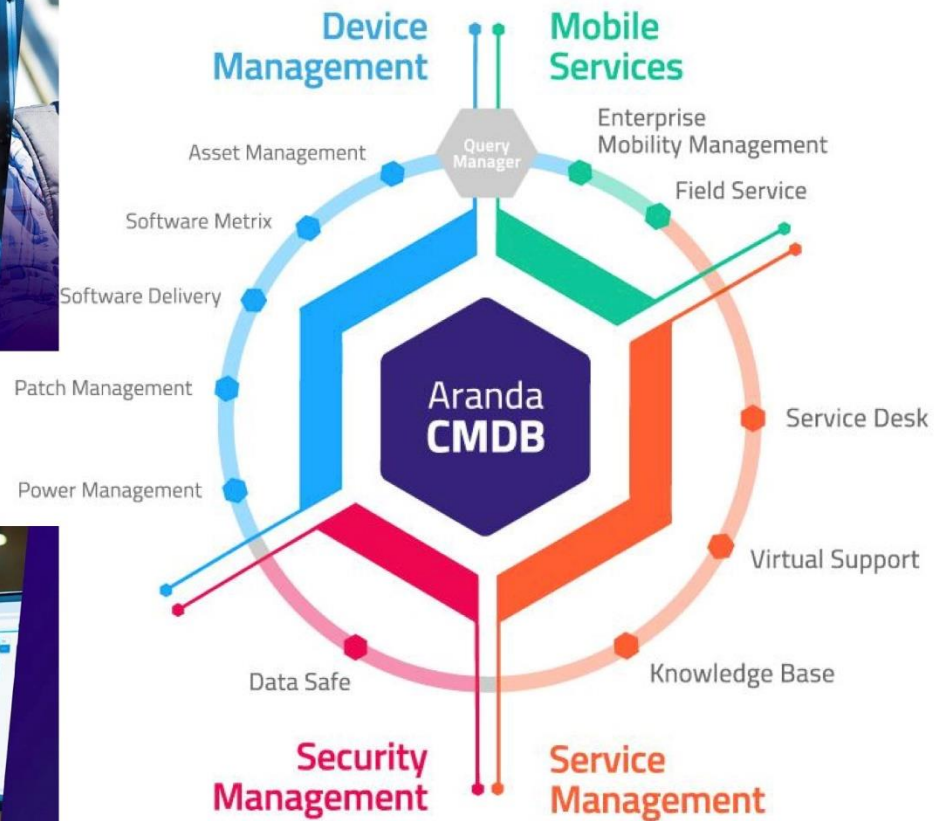 Device
Management
Mobile
Services
Query
Manager
Enterprise
Mobility Management
Asset Management
Field Service
Software Metrix
Software Delivery
Patch Management
Aranda
CMDB
Service Desk
Power Management
Virtual Support
Data Safe
Knowledge Base
Security
Management
Service
Management